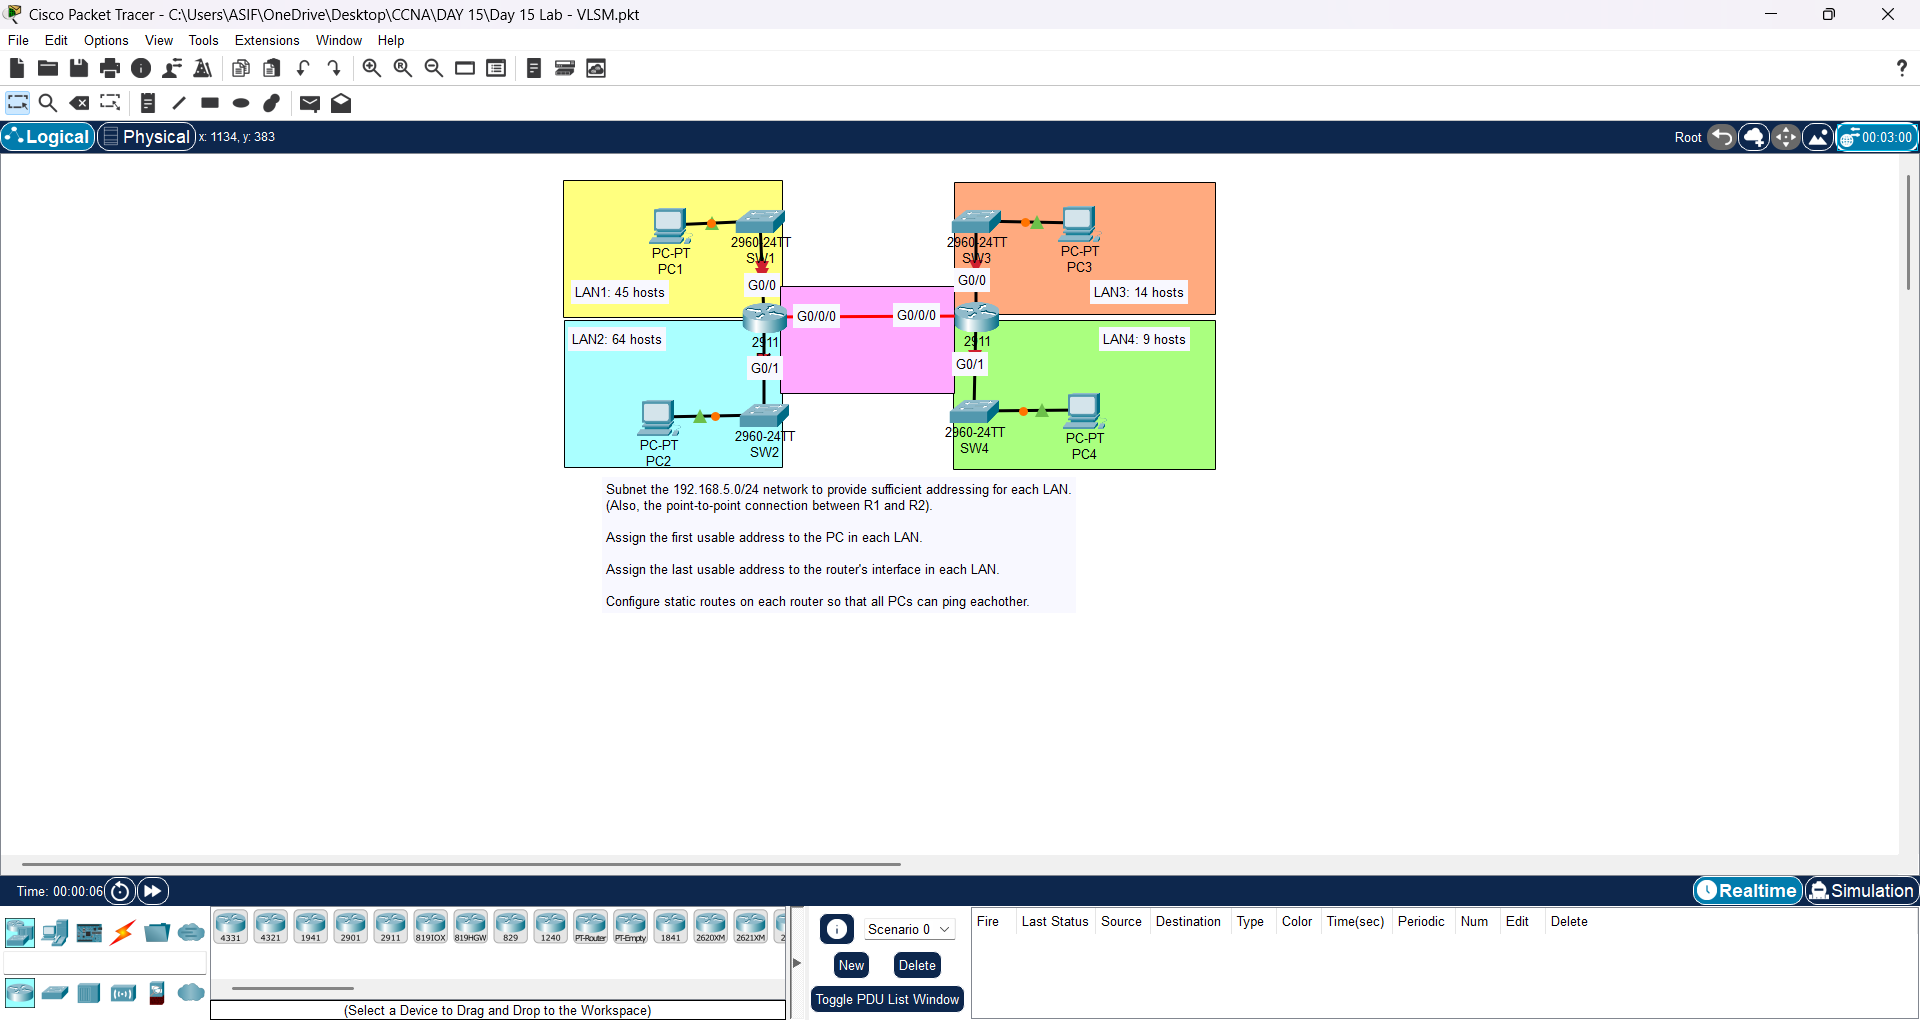 Cisco Packet Tracer - C:\Users\ASIF\OneDrive\Desktop\CCNA\DAY 15\Day 15 Lab - VLSM.pkt
File Edit Options View Tools Extensions Window Help
?
Logical Physical x: 1134, y: 383 Root 00:03:00
PC-PT
PC1
2960-24TT
SW1
G0/0
LAN1: 45 hosts
2960-24TT
SW3
G0/0
PC-PT
PC3
LAN3: 14 hosts
G0/0/0
G0/0/0
LAN2: 64 hosts
2911
G0/1
2911
G0/1
LAN4: 9 hosts
PC-PT
PC2
2960-24TT
SW2
2960-24TT
SW4
PC-PT
PC4
Subnet the 192.168.5.0/24 network to provide sufficient addressing for each LAN.
(Also, the point-to-point connection between R1 and R2).
Assign the first usable address to the PC in each LAN.
Assign the last usable address to the router's interface in each LAN.
Configure static routes on each router so that all PCs can ping eachother.
Time: 00:00:06 Realtime Simulation
4331 4321 1941 2901 2911 819IOX 819HGW 829 1240 PT-Router PT-Empty 1841 2620XM 2621XM 2
(Select a Device to Drag and Drop to the Workspace)
Scenario 0
New Delete
Toggle PDU List Window
Fire Last Status Source Destination Type Color Time(sec) Periodic Num Edit Delete